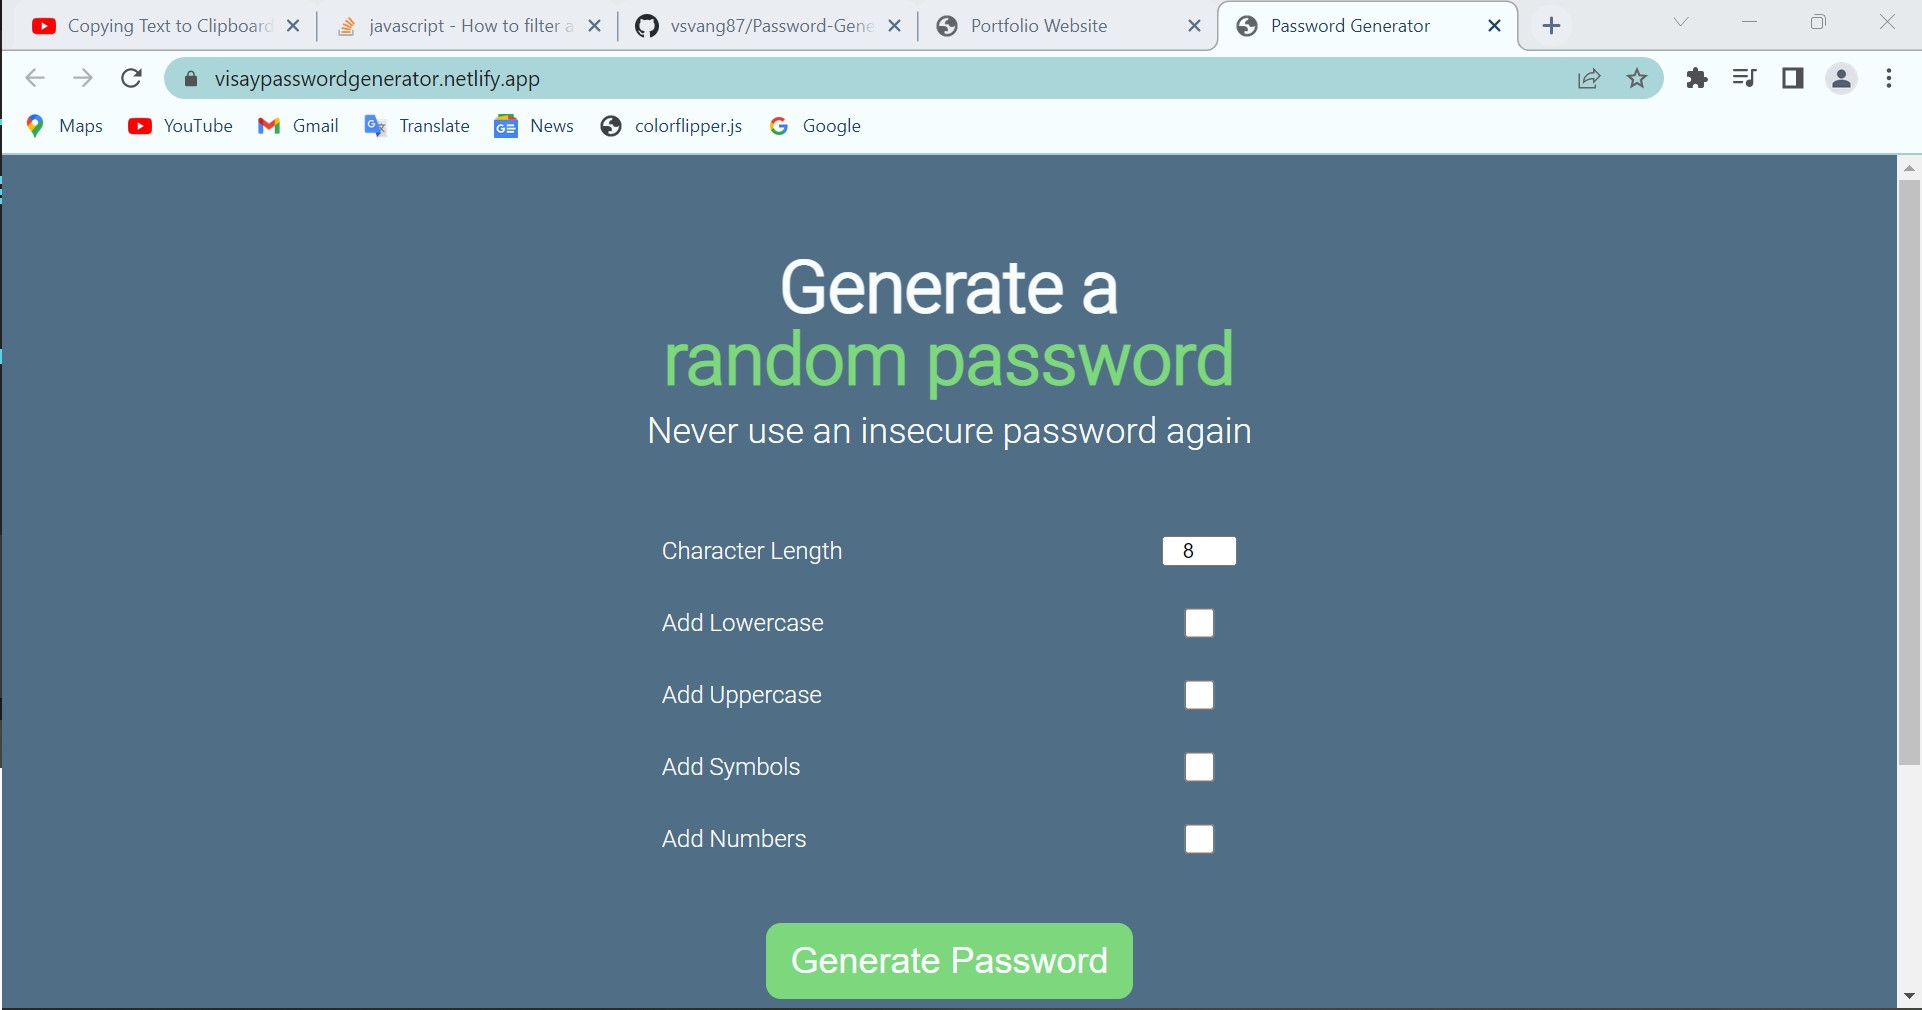 Copying Text to Clipboard
javascript - How to filter a
vsvang87/Password-Gene
Portfolio Website
Password Generator
visaypasswordgenerator.netlify.app
Maps YouTube Gmail Translate News colorflipper.js Google
Generate a
random password
Never use an insecure password again
Character Length 8
Add Lowercase
Add Uppercase
Add Symbols
Add Numbers
Generate Password